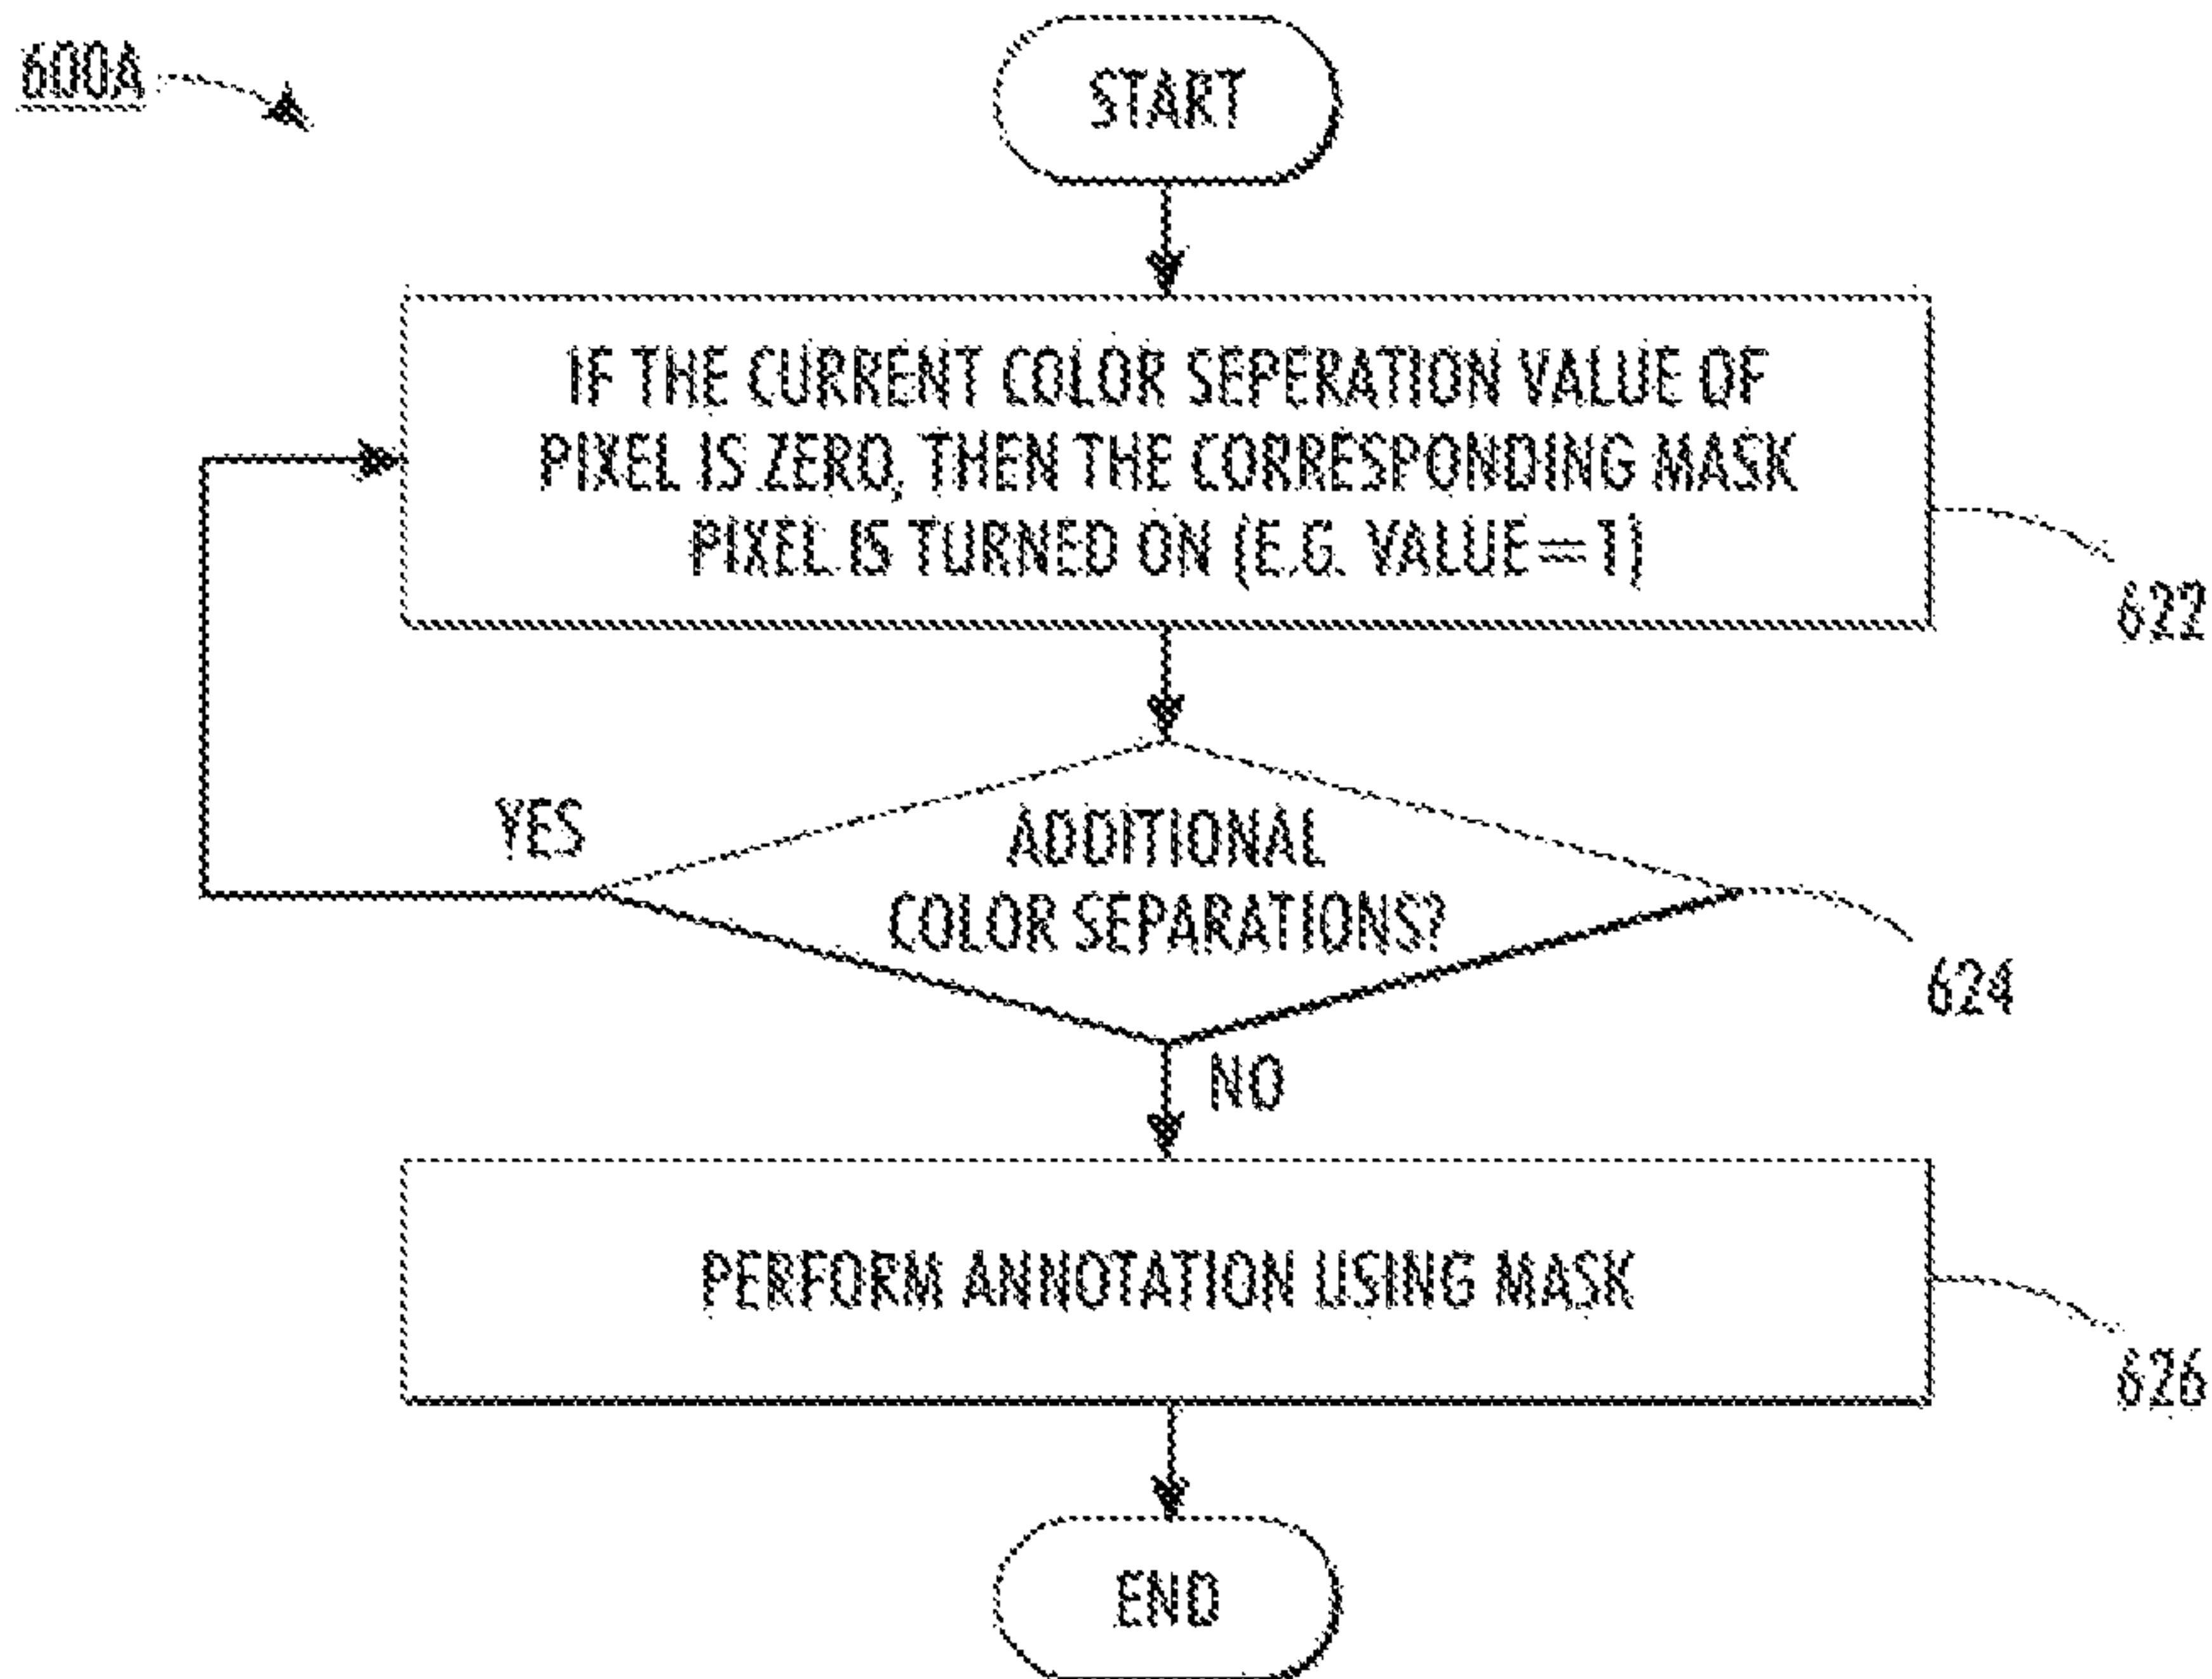 600A
START
IF THE CURRENT COLOR SEPERATION VALUE OF
PIXEL IS ZERO, THEN THE CORRESPONDING MASK
PIXEL IS TURNED ON (E.G. VALUE=1)
622
YES
ADDITIONAL
COLOR SEPARATIONS?
624
NO
PERFORM ANNOTATION USING MASK
626
END